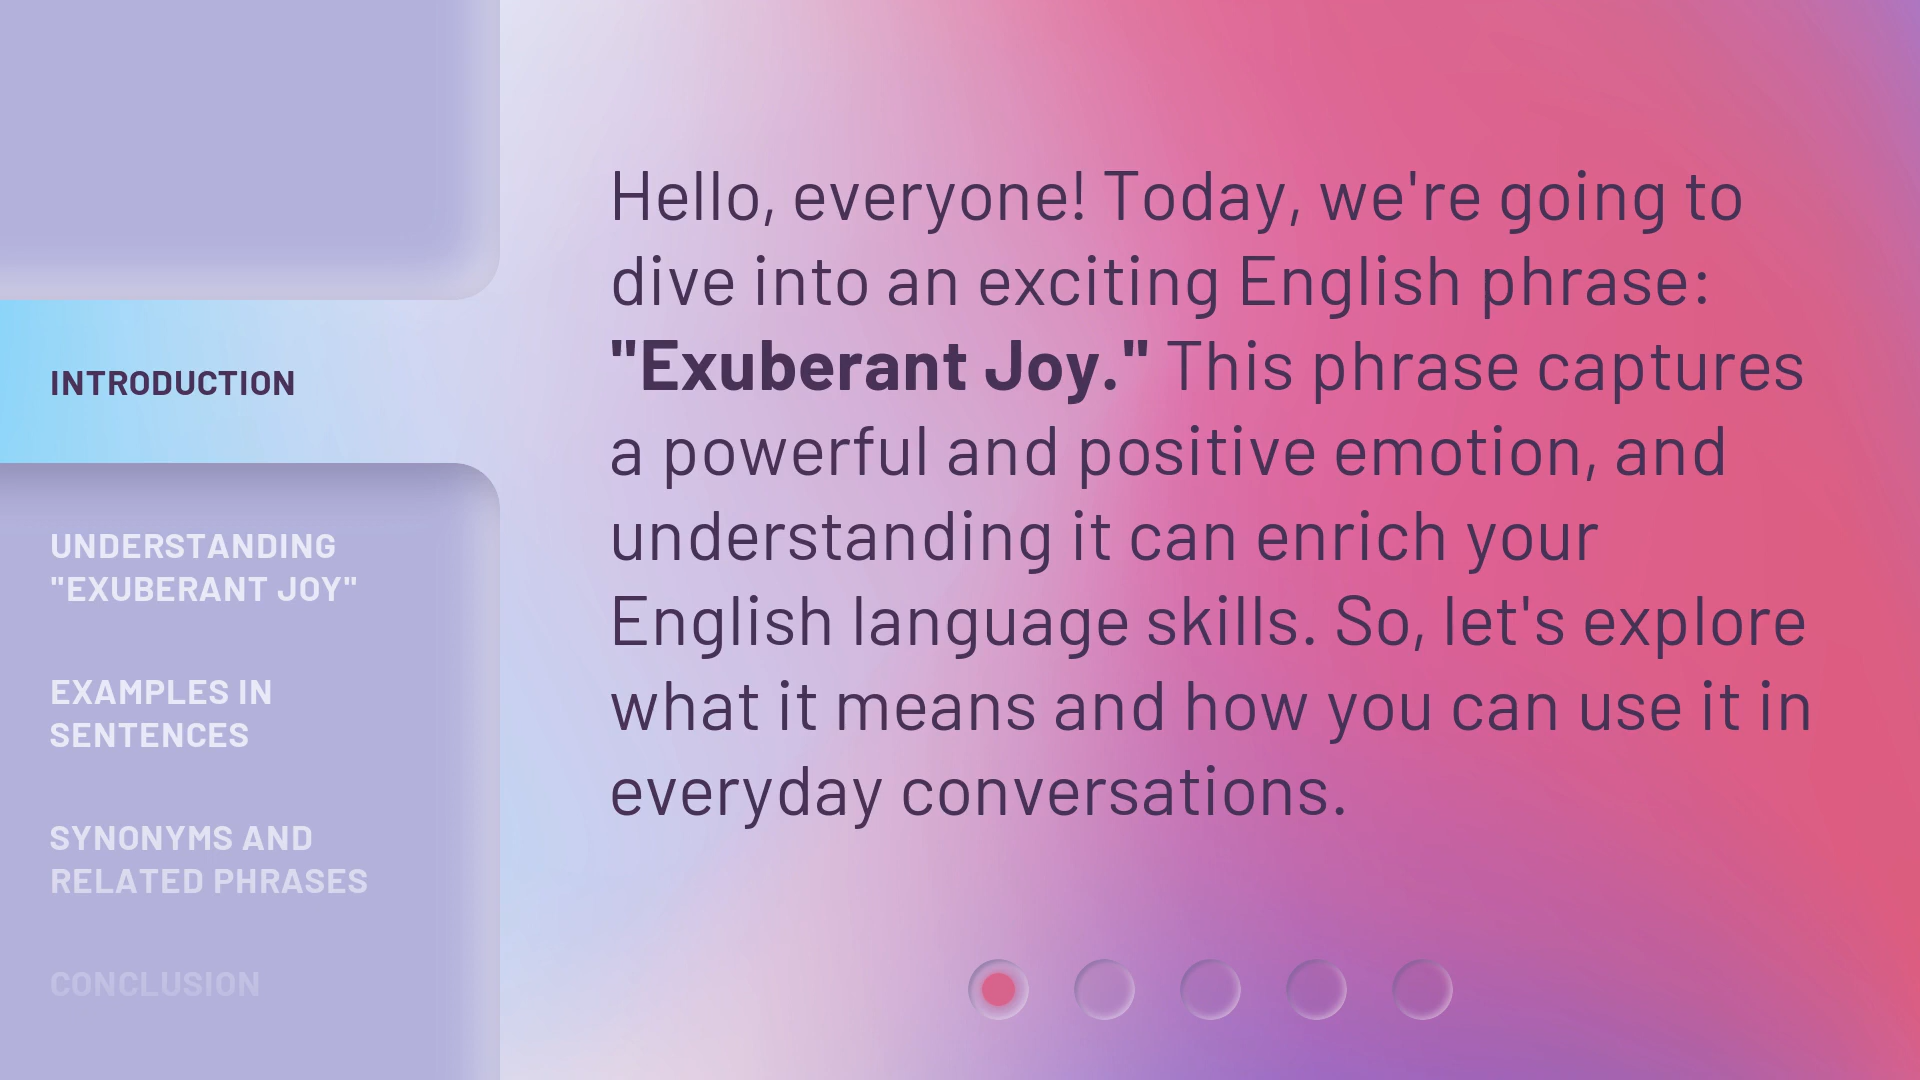 INTRODUCTION
UNDERSTANDING
"EXUBERANT JOY"
EXAMPLES IN
SENTENCES
SYNONYMS AND
RELATED PHRASES
CONCLUSION
Hello, everyone! Today, we're going to
dive into an exciting English phrase:
"Exuberant Joy." This phrase captures
a powerful and positive emotion, and
understanding it can enrich your
English language skills. So, let's explore
what it means and how you can use it in
everyday conversations.